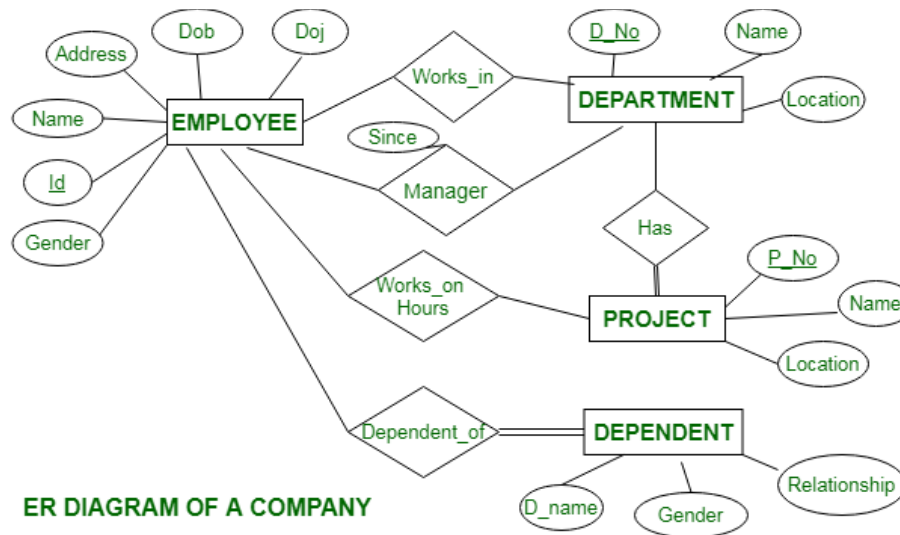 Dob
Doj
D_No
Name
Address
Works_in
DEPARTMENT
Location
Name
EMPLOYEE
Since
Id
Manager
Gender
Has
P_No
Works_on
Hours
Name
PROJECT
Location
Dependent_of
DEPENDENT
Relationship
D_name
Gender
ER DIAGRAM OF A COMPANY